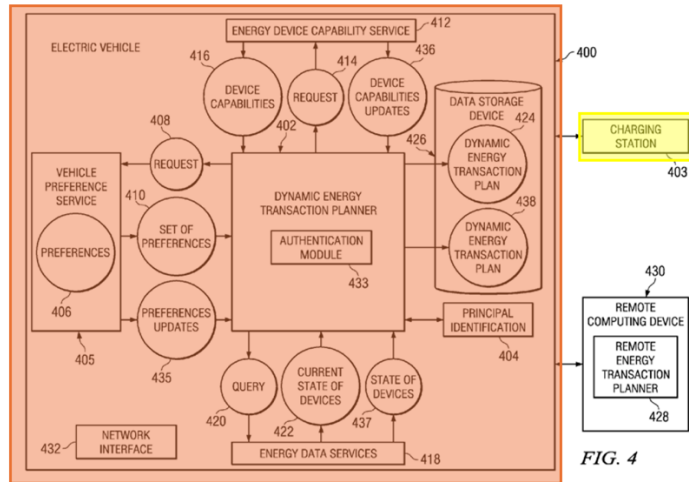 ENERGY DEVICE CAPABILITY SERVICE
412
ELECTRIC VEHICLE
416
414
436
400
DEVICE
CAPABILITIES
REQUEST
DEVICE
CAPABILITIES
UPDATES
DATA STORAGE
DEVICE
424
408
402
426
DYNAMIC
ENERGY
TRANSACTION
PLAN
CHARGING
STATION
403
REQUEST
VEHICLE
PREFERENCE
SERVICE
410
DYNAMIC ENERGY
TRANSACTION PLANNER
438
SET OF
PREFERENCES
PREFERENCES
406
AUTHENTICATION
MODULE
433
DYNAMIC
ENERGY
TRANSACTION
PLAN
430
REMOTE
COMPUTING DEVICE
PREFERENCES
UPDATES
PRINCIPAL
IDENTIFICATION
404
405
435
REMOTE
ENERGY
TRANSACTION
PLANNER
428
QUERY
CURRENT
STATE OF
DEVICES
STATE OF
DEVICES
420
422
437
NETWORK
INTERFACE
432
ENERGY DATA SERVICES
418
FIG. 4